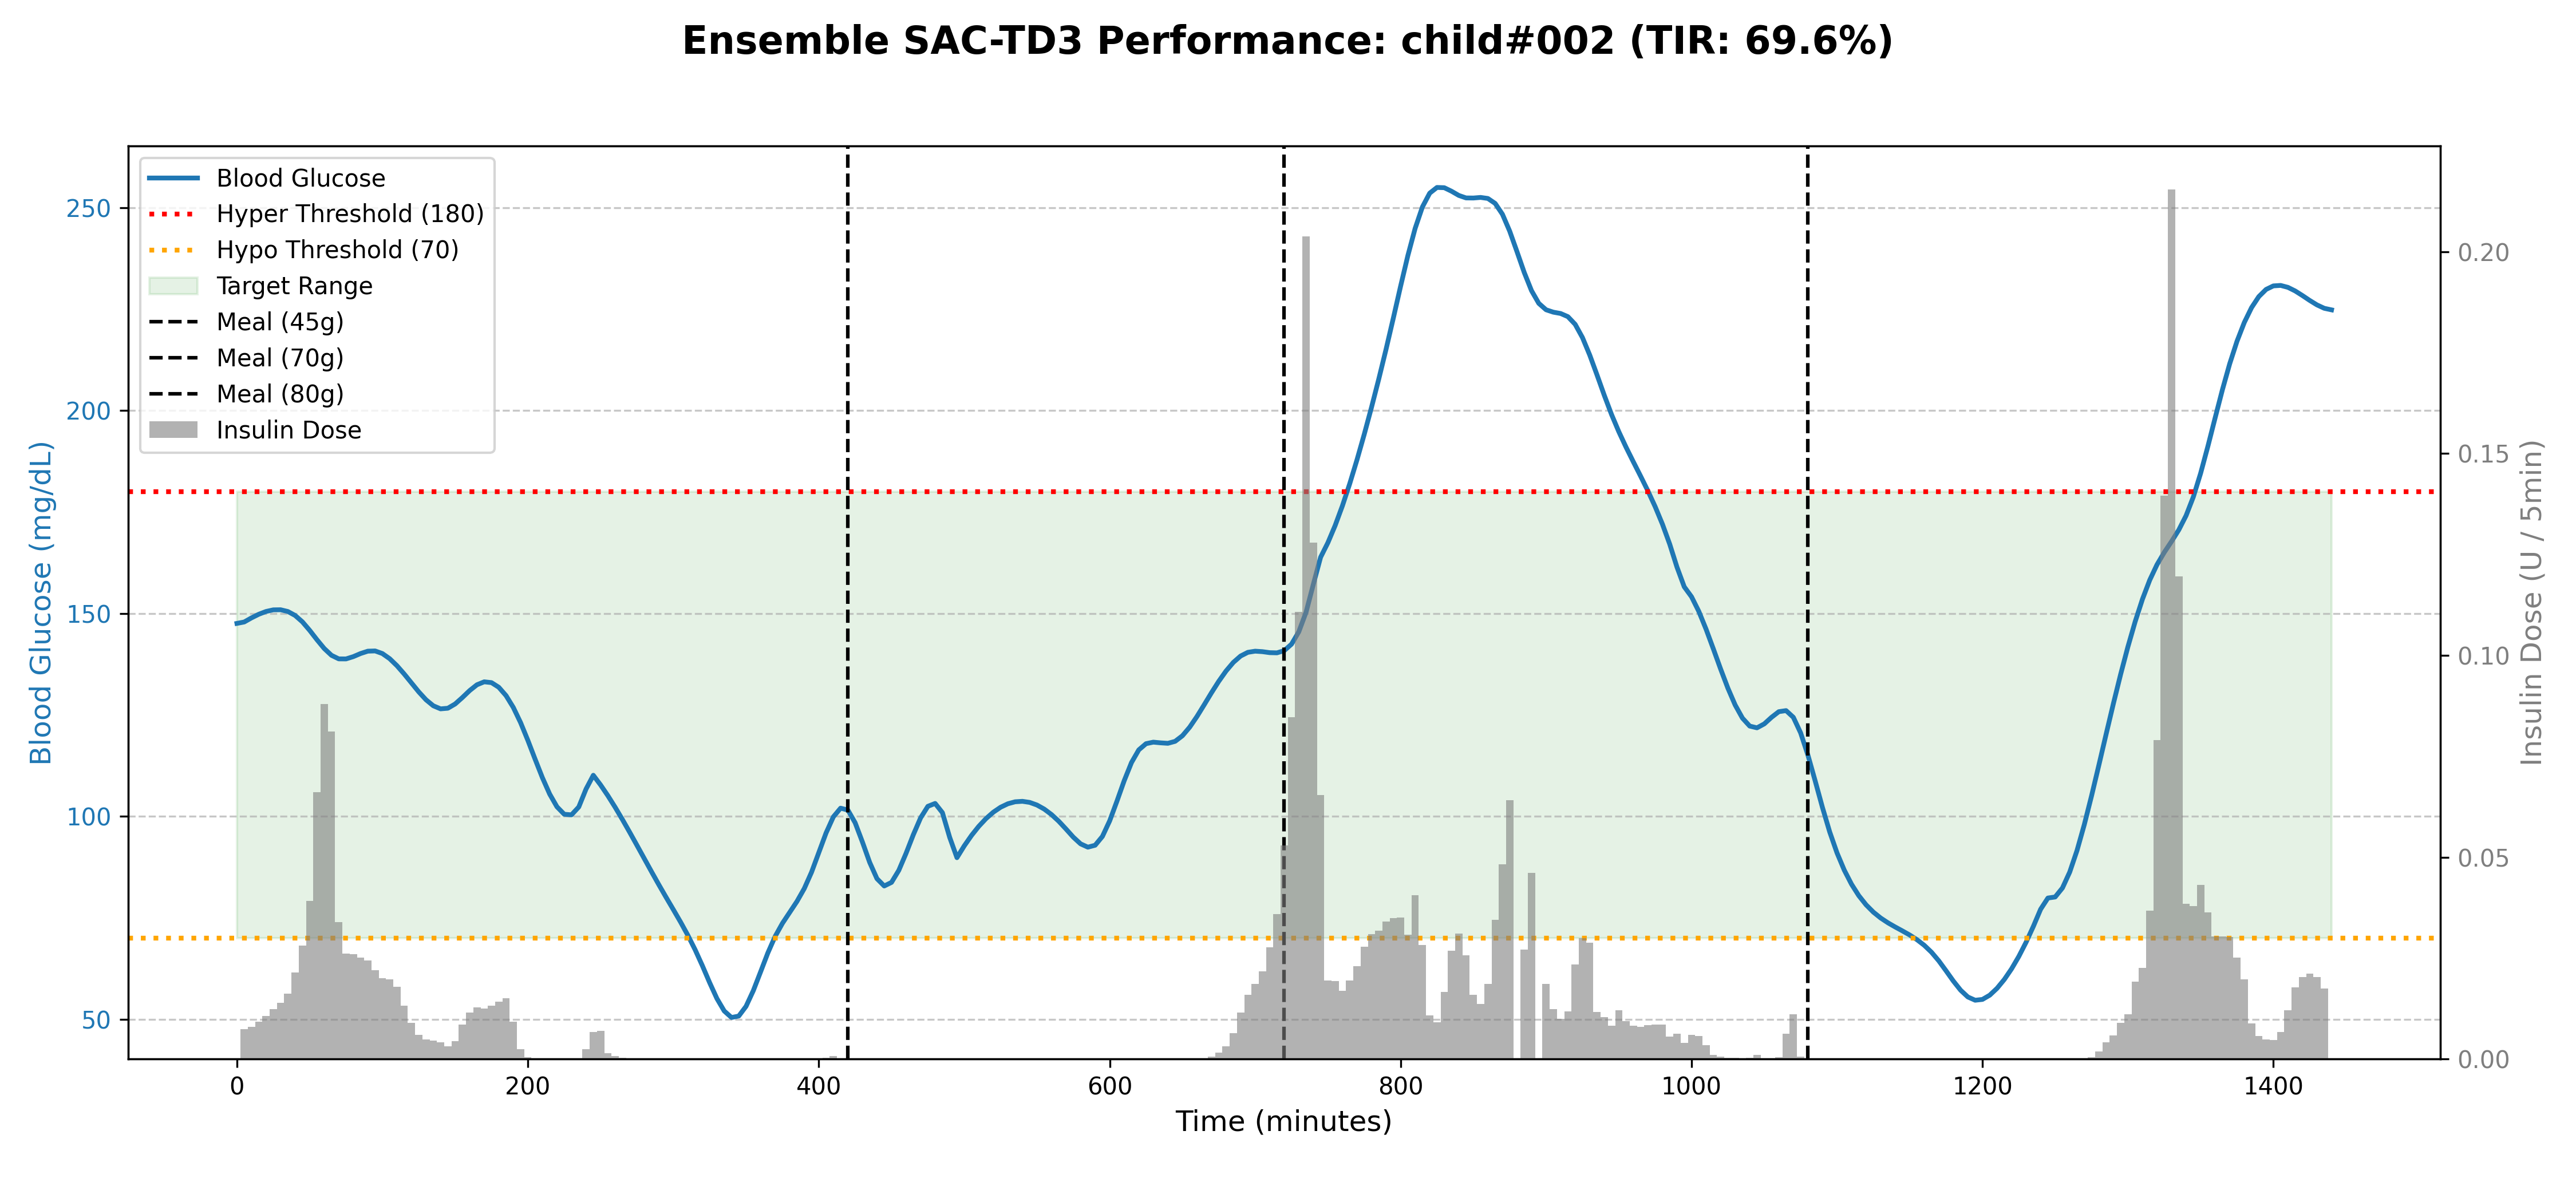 Ensemble SAC-TD3 Performance: child#002 (TIR: 69.6%)
Blood Glucose
Hyper Threshold (180)
Hypo Threshold (70)
Target Range
Meal (45g)
Meal (70g)
Meal (80g)
Insulin Dose
Blood Glucose (mg/dL)
250
200
150
100
50
0.20
0.15
0.10
0.05
0.00
Insulin Dose (U / 5min)
0 200 400 600 800 1000 1200 1400
Time (minutes)